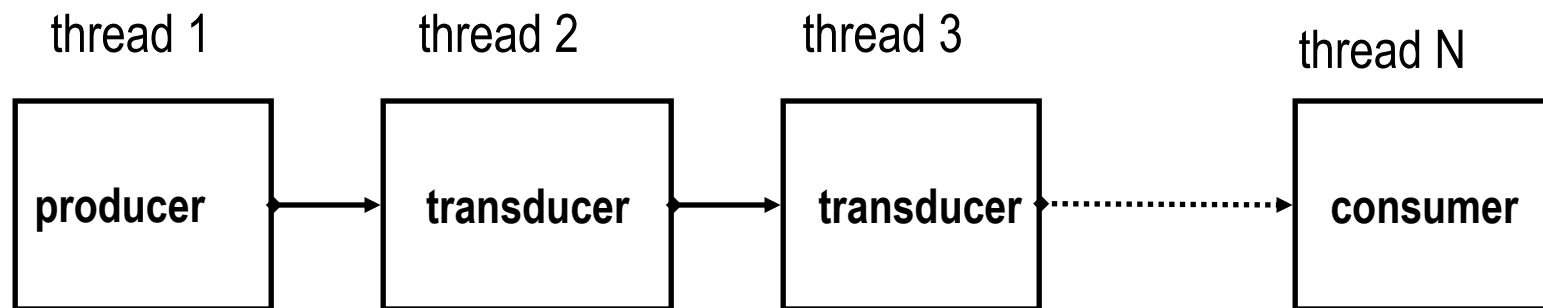 thread 1
thread 2
thread 3
thread N
producer
transducer
transducer
consumer